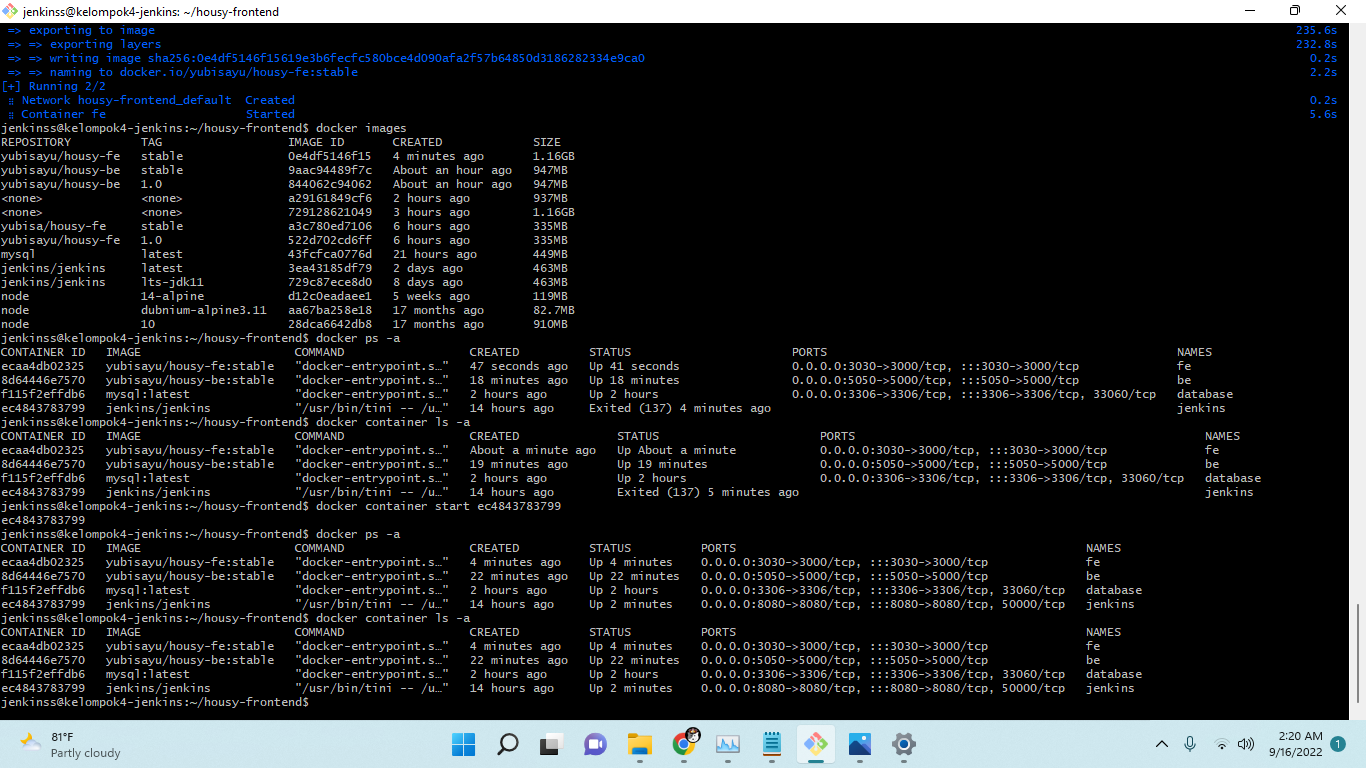 jenkinss@kelompok4-jenkins: ~/housy-frontend
=> exporting to image 235.6s
=> => exporting layers 232.8s
=> => writing image sha256:0e4df5146f15619e3b6fecfc580bce4d090afa2f57b64850d3186282334e9ca0 0.2s
=> => naming to docker.io/yubisayu/housy-fe:stable 2.2s
[+] Running 2/2
⠿ Network housy-frontend_default Created 0.2s
⠿ Container fe Started 5.6s
jenkinss@kelompok4-jenkins:~/housy-frontend$ docker images
REPOSITORY TAG IMAGE ID CREATED SIZE
yubisayu/housy-fe stable 0e4df5146f15 4 minutes ago 1.16GB
yubisayu/housy-be stable 9aac94489f7c About an hour ago 947MB
yubisayu/housy-be 1.0 844062c94062 About an hour ago 947MB
<none> <none> a29161849cf6 2 hours ago 937MB
<none> <none> 729128621049 3 hours ago 1.16GB
yubisa/housy-fe stable a3c780ed7106 6 hours ago 335MB
yubisayu/housy-fe 1.0 522d702cd6ff 6 hours ago 335MB
mysql latest 43fcfca0776d 21 hours ago 449MB
jenkins/jenkins latest 3ea43185df79 2 days ago 463MB
jenkins/jenkins lts-jdk11 729c87ece8d0 8 days ago 463MB
node 14-alpine d12c0eadaee1 5 weeks ago 119MB
node dubnium-alpine3.11 aa67ba258e18 17 months ago 82.7MB
node 10 28dca6642db8 17 months ago 910MB
jenkinss@kelompok4-jenkins:~/housy-frontend$ docker ps -a
CONTAINER ID IMAGE COMMAND CREATED STATUS PORTS NAMES
ecaa4db02325 yubisayu/housy-fe:stable "docker-entrypoint.s…" 47 seconds ago Up 41 seconds 0.0.0.0:3030->3000/tcp, :::3030->3000/tcp fe
8d64446e7570 yubisayu/housy-be:stable "docker-entrypoint.s…" 18 minutes ago Up 18 minutes 0.0.0.0:5050->5000/tcp, :::5050->5000/tcp be
f115f2effdb6 mysql:latest "docker-entrypoint.s…" 2 hours ago Up 2 hours 0.0.0.0:3306->3306/tcp, :::3306->3306/tcp, 33060/tcp database
ec4843783799 jenkins/jenkins "/usr/bin/tini -- /u…" 14 hours ago Exited (137) 4 minutes ago jenkins
jenkinss@kelompok4-jenkins:~/housy-frontend$ docker container ls -a
CONTAINER ID IMAGE COMMAND CREATED STATUS PORTS NAMES
ecaa4db02325 yubisayu/housy-fe:stable "docker-entrypoint.s…" About a minute ago Up About a minute 0.0.0.0:3030->3000/tcp, :::3030->3000/tcp fe
8d64446e7570 yubisayu/housy-be:stable "docker-entrypoint.s…" 19 minutes ago Up 19 minutes 0.0.0.0:5050->5000/tcp, :::5050->5000/tcp be
f115f2effdb6 mysql:latest "docker-entrypoint.s…" 2 hours ago Up 2 hours 0.0.0.0:3306->3306/tcp, :::3306->3306/tcp, 33060/tcp database
ec4843783799 jenkins/jenkins "/usr/bin/tini -- /u…" 14 hours ago Exited (137) 5 minutes ago jenkins
jenkinss@kelompok4-jenkins:~/housy-frontend$ docker container start ec4843783799
ec4843783799
jenkinss@kelompok4-jenkins:~/housy-frontend$ docker ps -a
CONTAINER ID IMAGE COMMAND CREATED STATUS PORTS NAMES
ecaa4db02325 yubisayu/housy-fe:stable "docker-entrypoint.s…" 4 minutes ago Up 4 minutes 0.0.0.0:3030->3000/tcp, :::3030->3000/tcp fe
8d64446e7570 yubisayu/housy-be:stable "docker-entrypoint.s…" 22 minutes ago Up 22 minutes 0.0.0.0:5050->5000/tcp, :::5050->5000/tcp be
f115f2effdb6 mysql:latest "docker-entrypoint.s…" 2 hours ago Up 2 hours 0.0.0.0:3306->3306/tcp, :::3306->3306/tcp, 33060/tcp database
ec4843783799 jenkins/jenkins "/usr/bin/tini -- /u…" 14 hours ago Up 2 minutes 0.0.0.0:8080->8080/tcp, :::8080->8080/tcp, 50000/tcp jenkins
jenkinss@kelompok4-jenkins:~/housy-frontend$ docker container ls -a
CONTAINER ID IMAGE COMMAND CREATED STATUS PORTS NAMES
ecaa4db02325 yubisayu/housy-fe:stable "docker-entrypoint.s…" 4 minutes ago Up 4 minutes 0.0.0.0:3030->3000/tcp, :::3030->3000/tcp fe
8d64446e7570 yubisayu/housy-be:stable "docker-entrypoint.s…" 22 minutes ago Up 22 minutes 0.0.0.0:5050->5000/tcp, :::5050->5000/tcp be
f115f2effdb6 mysql:latest "docker-entrypoint.s…" 2 hours ago Up 2 hours 0.0.0.0:3306->3306/tcp, :::3306->3306/tcp, 33060/tcp database
ec4843783799 jenkins/jenkins "/usr/bin/tini -- /u…" 14 hours ago Up 2 minutes 0.0.0.0:8080->8080/tcp, :::8080->8080/tcp, 50000/tcp jenkins
jenkinss@kelompok4-jenkins:~/housy-frontend$
81°F
Partly cloudy
2:20 AM
9/16/2022
1